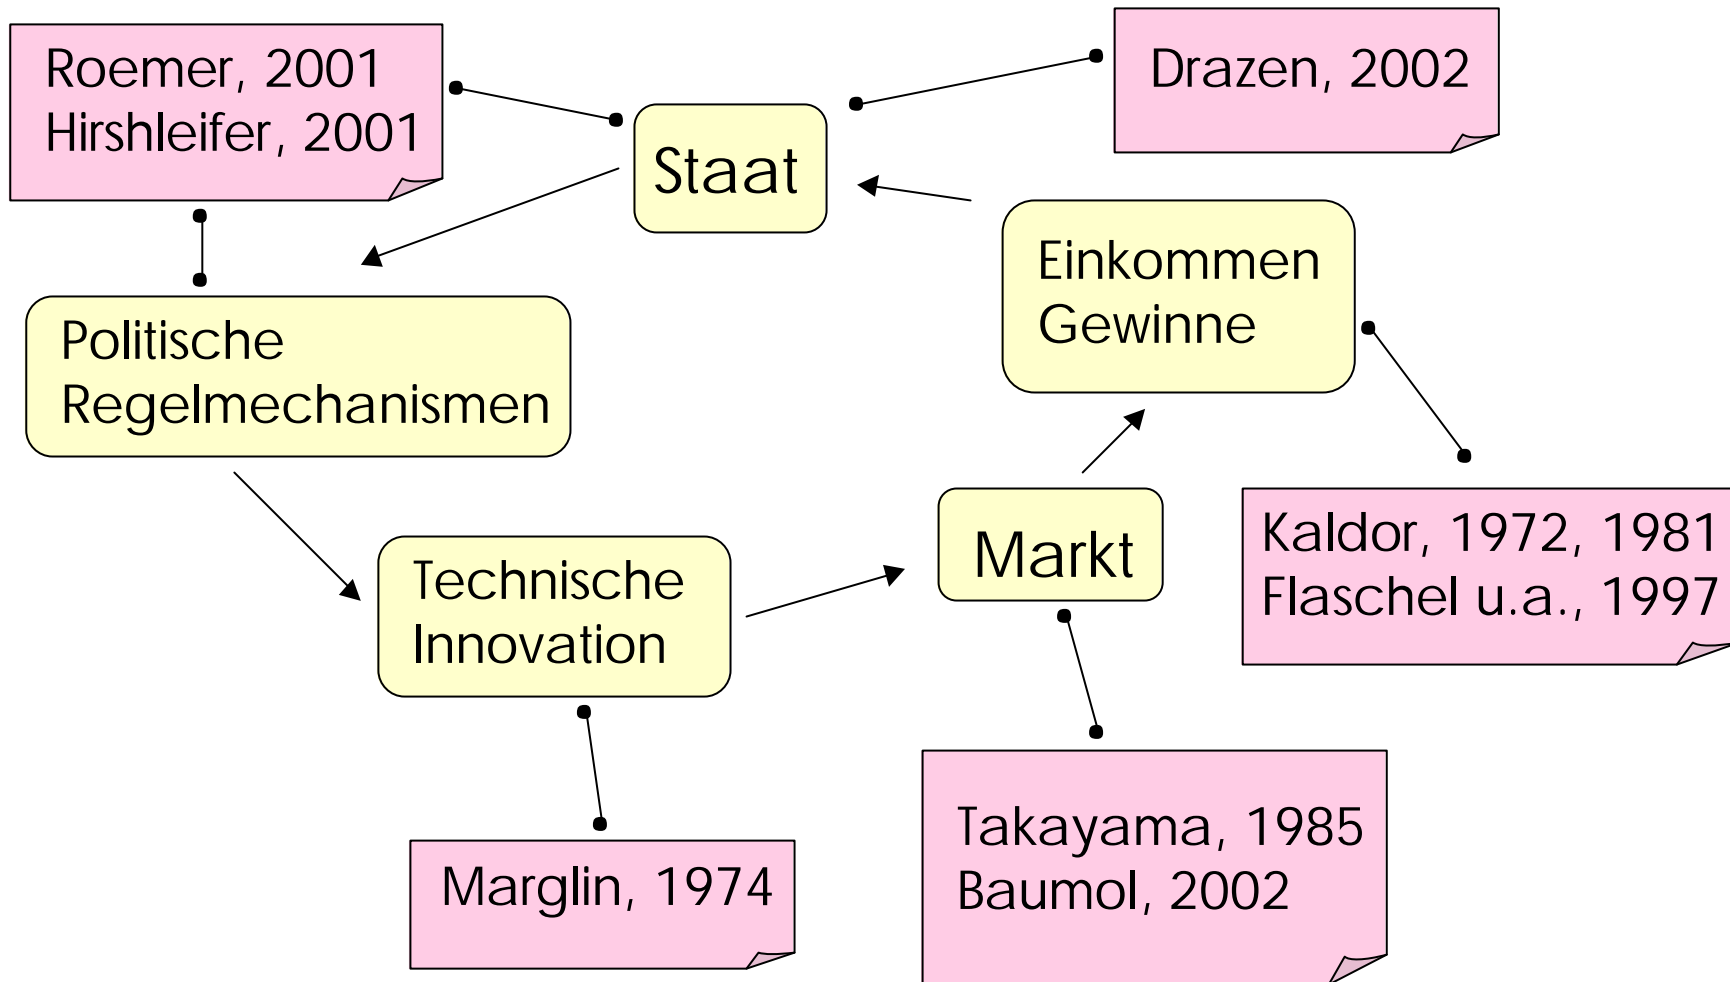 Roemer, 2001
Hirshleifer, 2001
Drazen, 2002
Staat
Einkommen
Gewinne
Politische
Regelmechanismen
Markt
Kaldor, 1972, 1981
Flaschel u.a., 1997
Technische
Innovation
Takayama, 1985
Baumol, 2002
Marglin, 1974